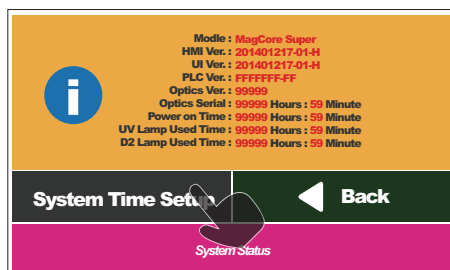 Modle : MagCore Super
HMI Ver. : 201401217-01-H
UI Ver. : 201401217-01-H
PLC Ver. : FFFFFFF-FF
Optics Ver. : 99999
Optics Serial : 99999 Hours : 59 Minute
Power on Time : 99999 Hours : 59 Minute
UV Lamp Used Time : 99999 Hours : 59 Minute
D2 Lamp Used Time : 99999 Hours : 59 Minute
System Time Setup
Back
System Status